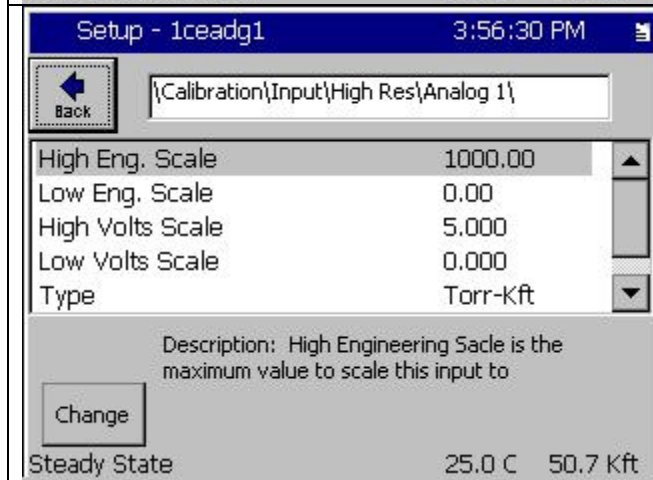 Setup - 1ceadg1 3:56:30 PM
Back \Calibration\Input\High Res\Analog 1\
High Eng. Scale 1000.00
Low Eng. Scale 0.00
High Volts Scale 5.000
Low Volts Scale 0.000
Type Torr-Kft
Description: High Engineering Sacle is the
maximum value to scale this input to
Change
Steady State 25.0 C 50.7 Kft